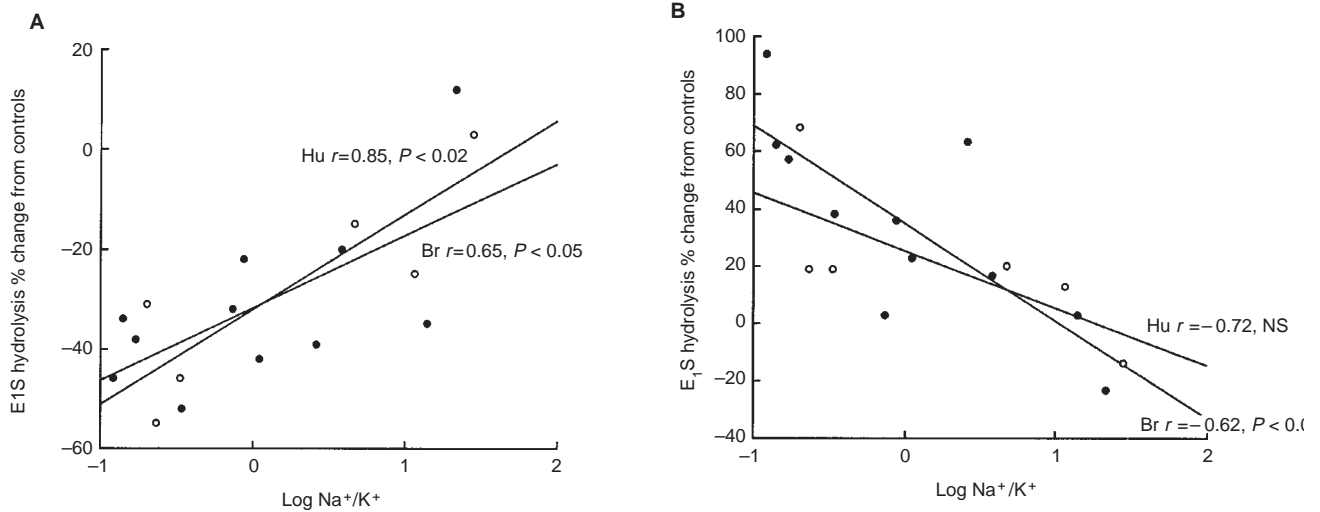 A
E1S hydrolysis % change from controls
20
0
−20
−40
−60
Hu r=0.85, P < 0.02
Br r=0.65, P < 0.05
−1
0
1
2
Log Na⁺/K⁺
B
E₁S hydrolysis % change from controls
100
80
60
40
20
0
−20
−40
Hu r=−0.72, NS
Br r=−0.62, P < 0.
−1
0
1
2
Log Na⁺/K⁺